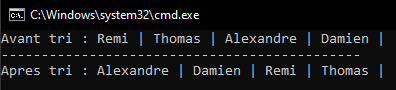 C:\Windows\system32\cmd.exe
Avant tri : Remi | Thomas | Alexandre | Damien |
--------------------------------------------
Apres tri : Alexandre | Damien | Remi | Thomas |